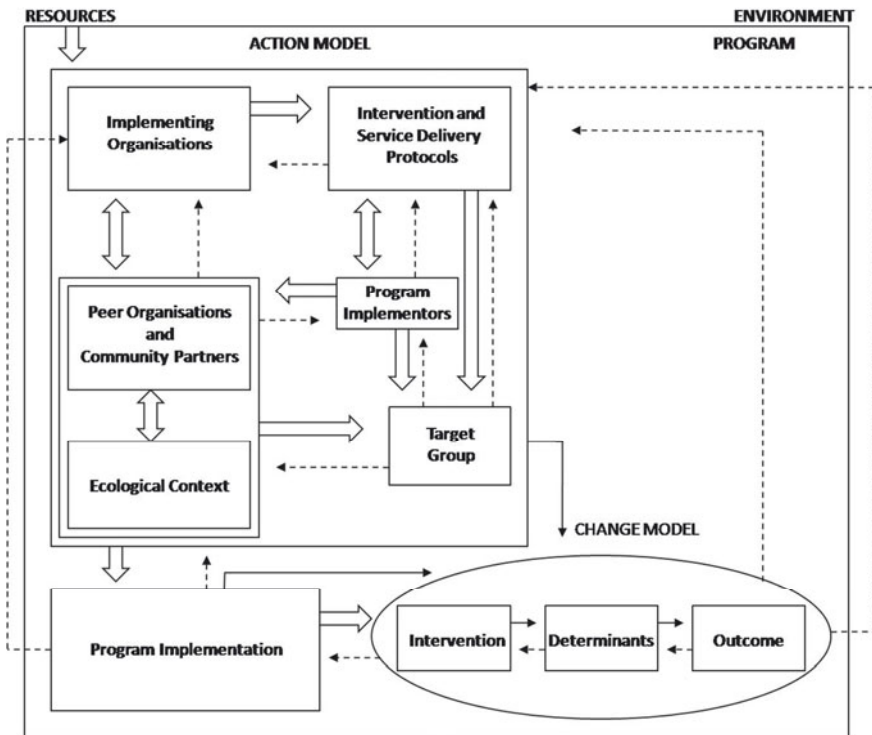 RESOURCES
ENVIRONMENT
ACTION MODEL
PROGRAM
Implementing
Organisations
Intervention and
Service Delivery
Protocols
Peer Organisations
and
Community Partners
Program
Implementors
Ecological Context
Target
Group
CHANGE MODEL
Program Implementation
Intervention
Determinants
Outcome